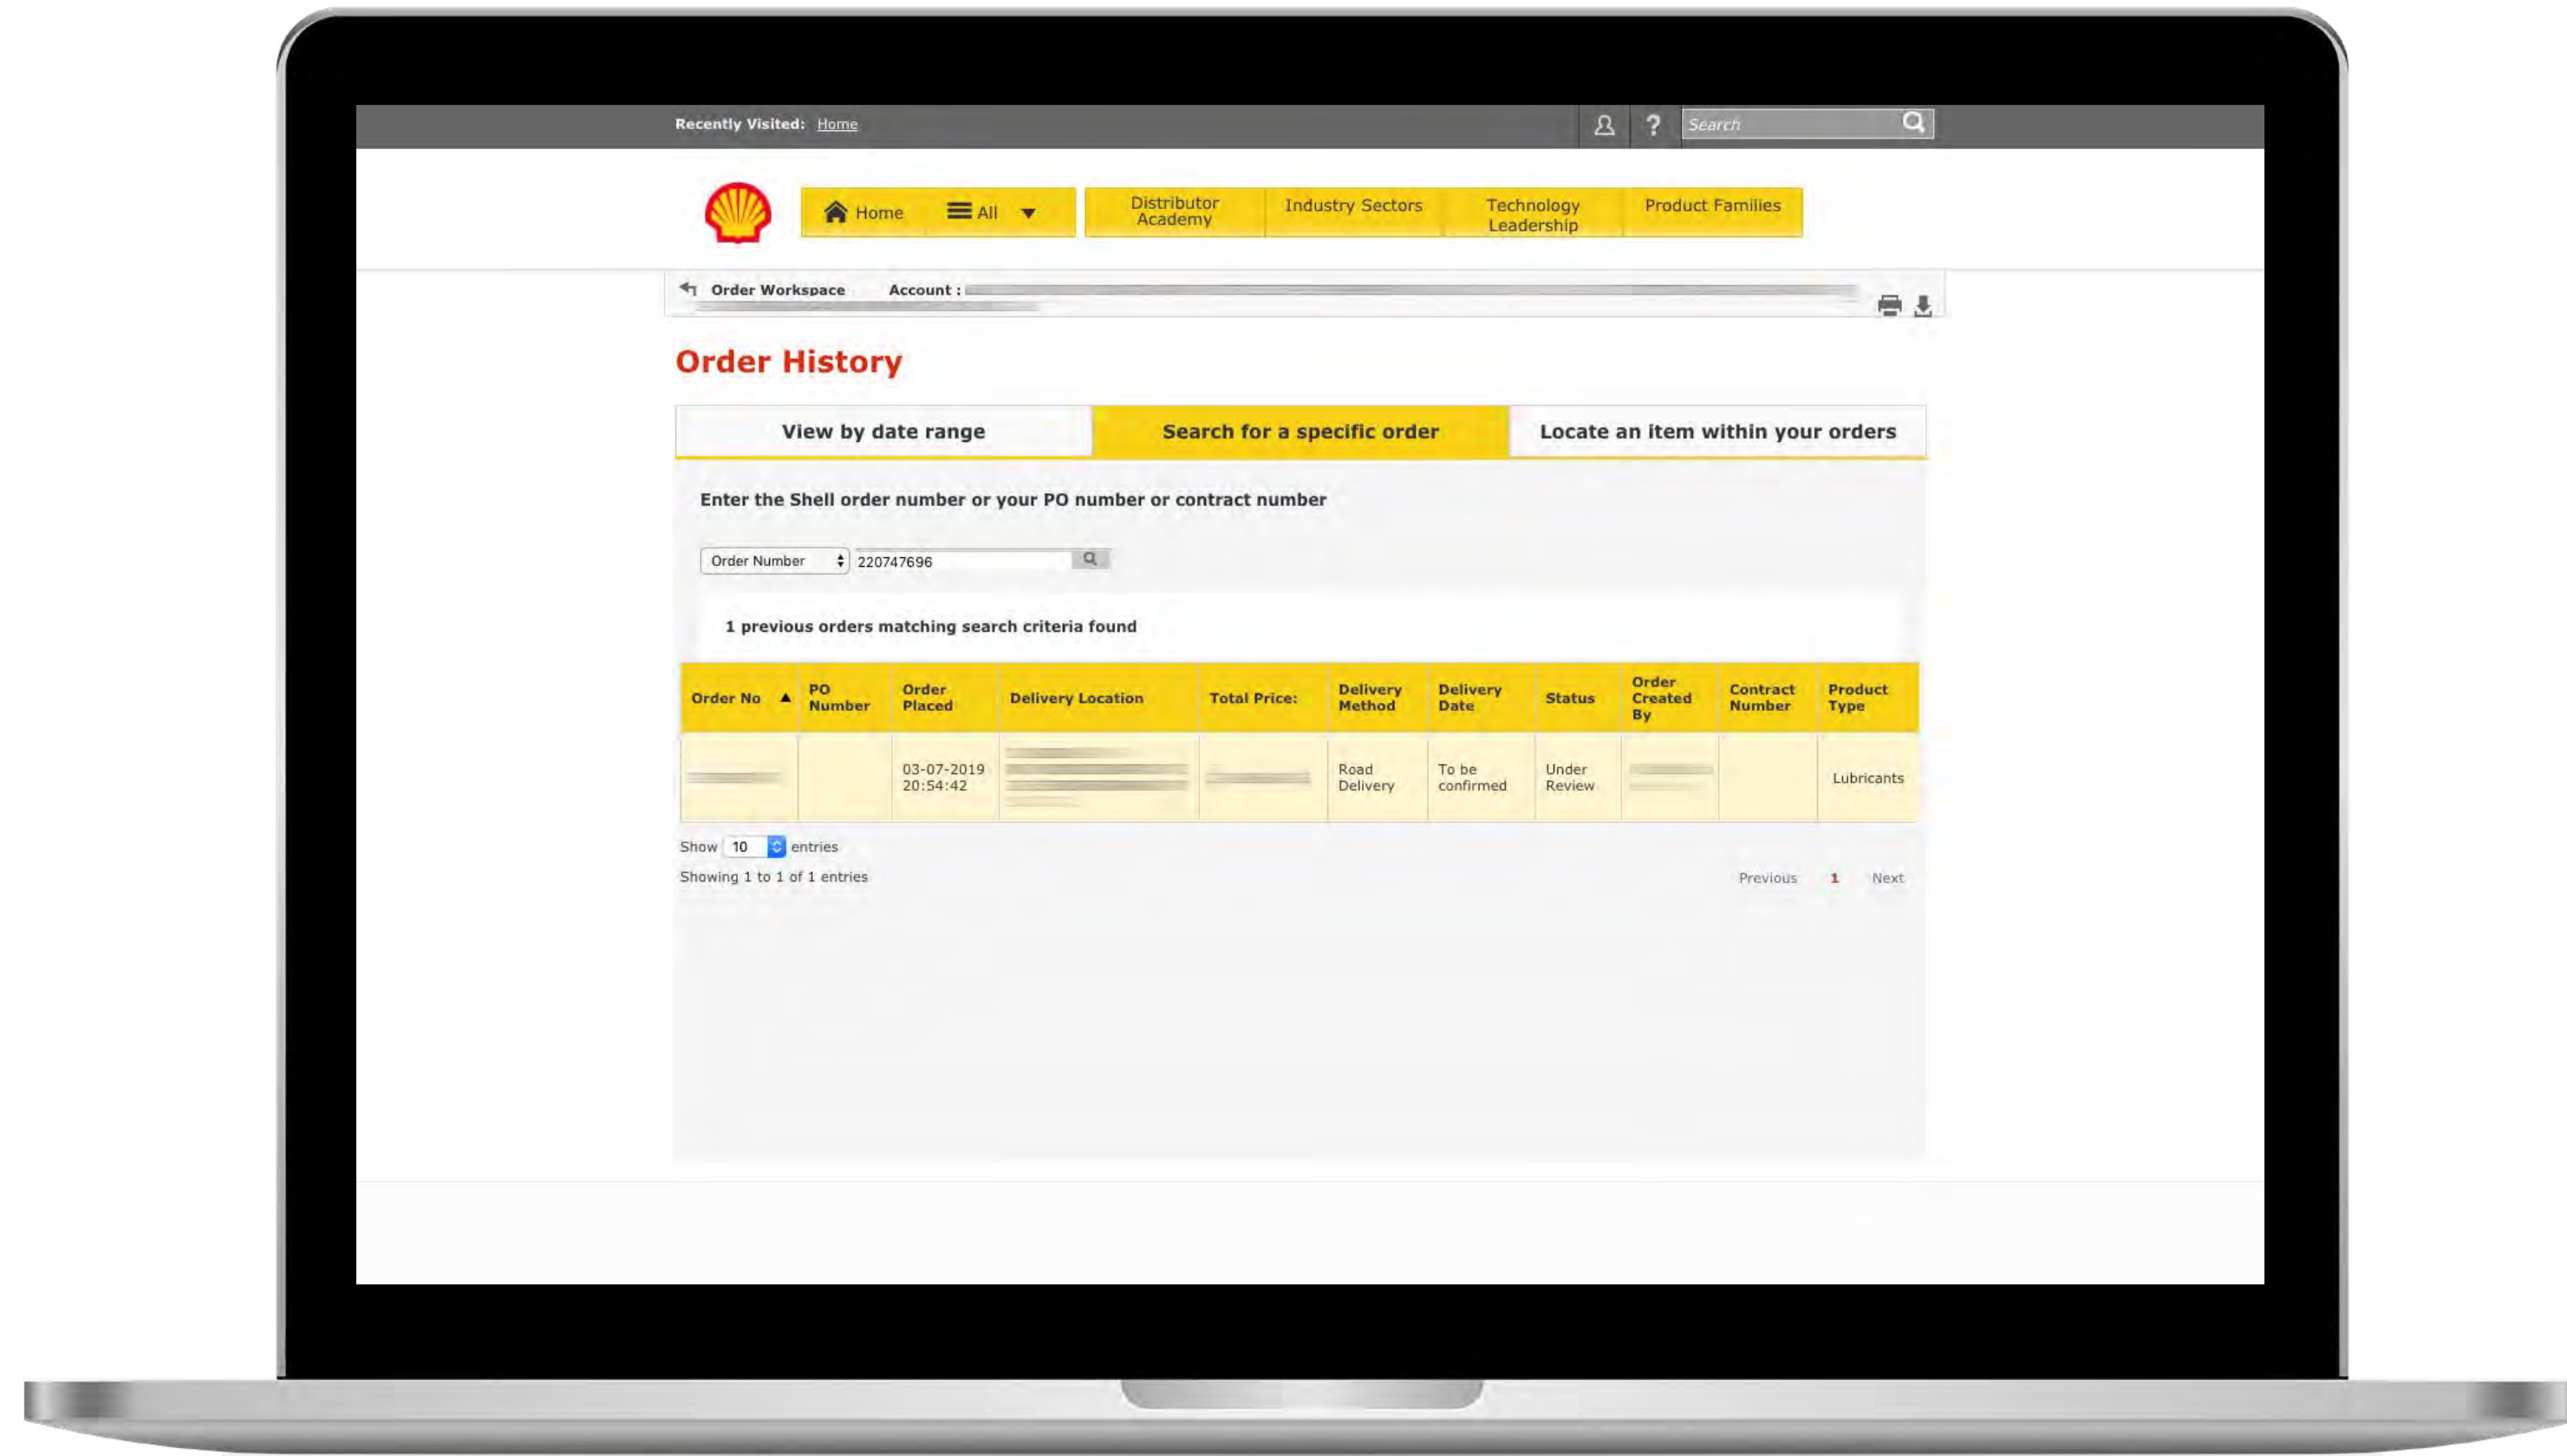 Recently Visited: Home
Search
Home All
Distributor Academy
Industry Sectors
Technology Leadership
Product Families
Order Workspace Account :
Order History
View by date range
Search for a specific order
Locate an item within your orders
Enter the Shell order number or your PO number or contract number
Order Number 220747696
1 previous orders matching search criteria found
Order No PO Number Order Placed Delivery Location Total Price: Delivery Method Delivery Date Status Order Created By Contract Number Product Type
03-07-2019 20:54:42 Road Delivery To be confirmed Under Review Lubricants
Show 10 entries
Showing 1 to 1 of 1 entries
Previous 1 Next